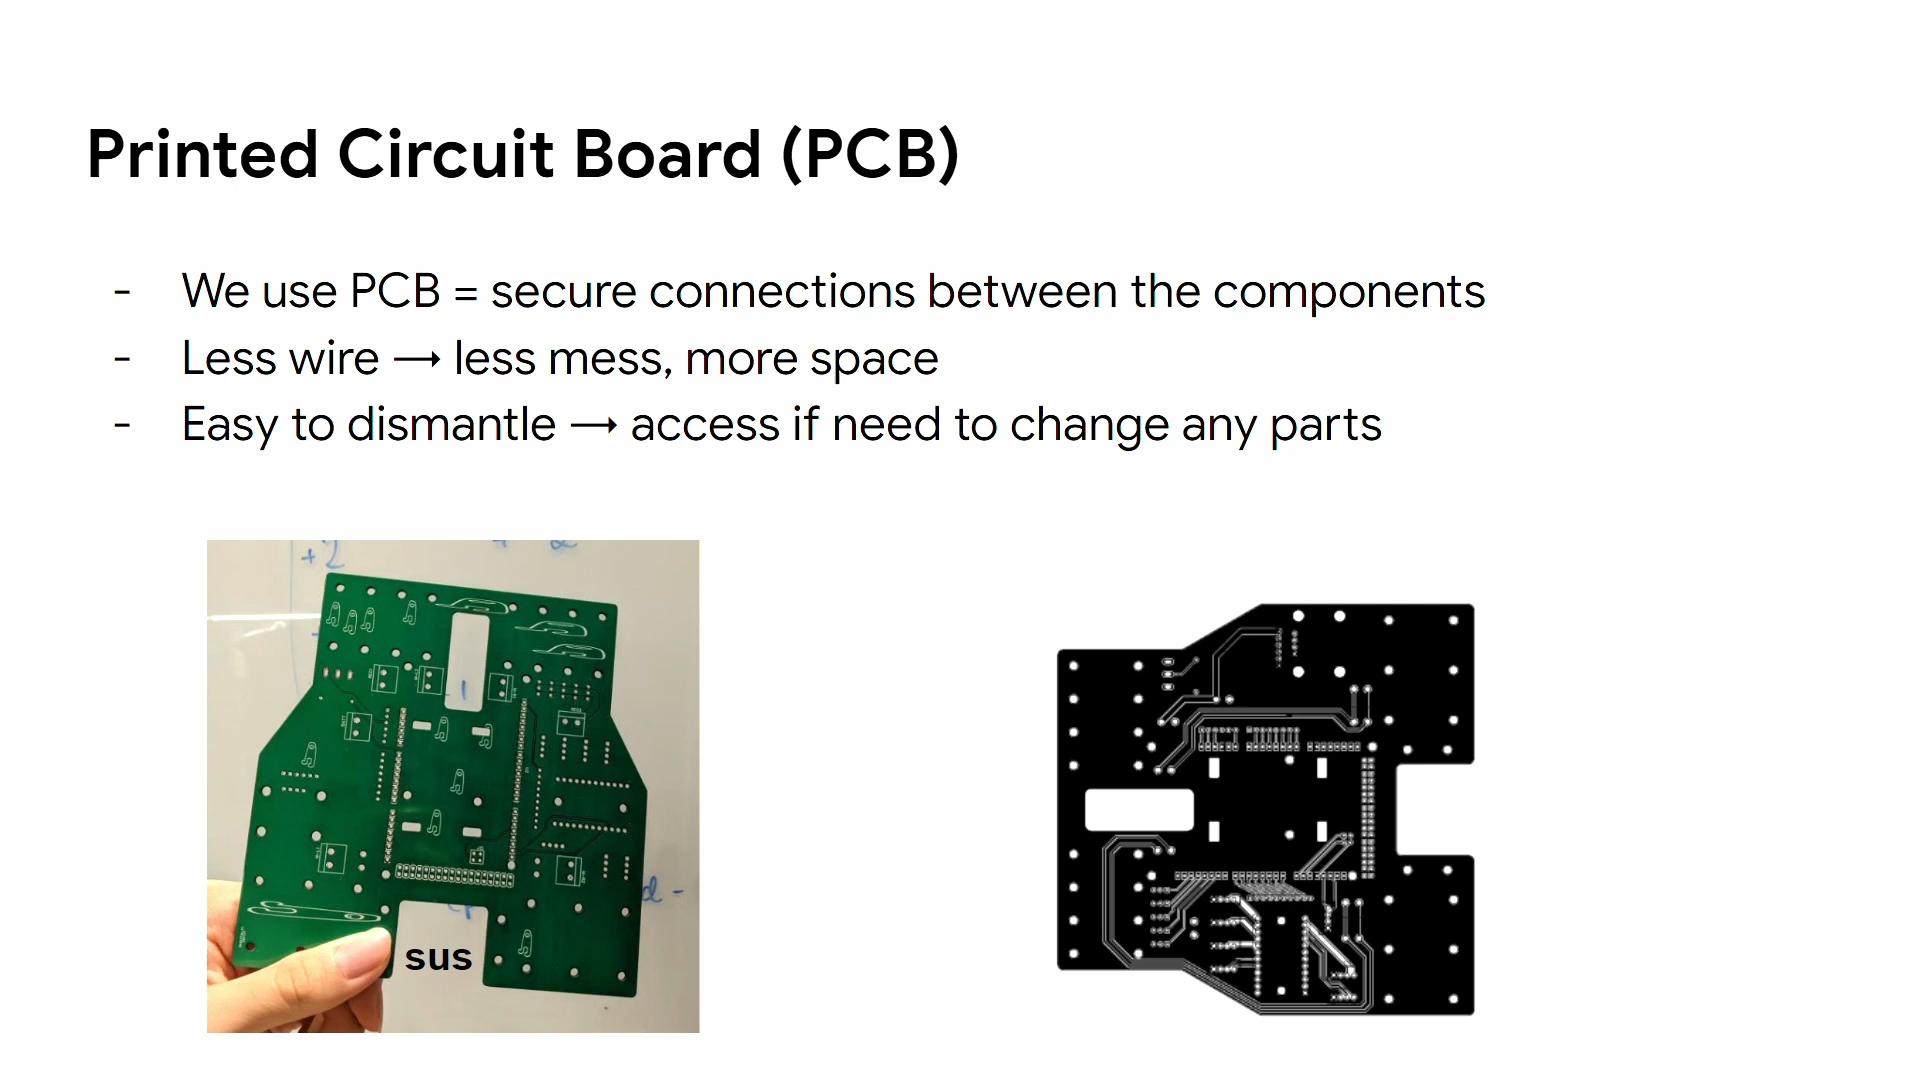 Printed Circuit Board (PCB)
- We use PCB = secure connections between the components
- Less wire → less mess, more space
- Easy to dismantle → access if need to change any parts
+2
sus
d -